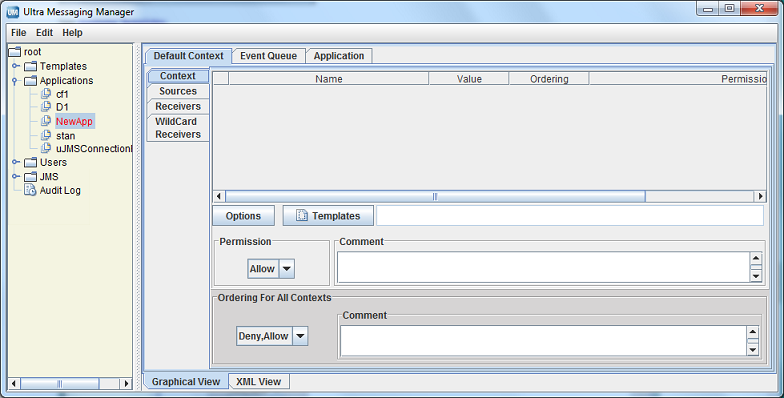 UM Ultra Messaging Manager
File Edit Help
root
Templates
Applications
cf1
D1
NewApp
stan
uJMSConnectionI
Users
JMS
Audit Log
Default Context Event Queue Application
Context
Sources
Receivers
WildCard
Receivers
Name Value Ordering Permissio
Options Templates
Permission
Allow
Comment
Ordering For All Contexts
Deny,Allow
Comment
Graphical View XML View